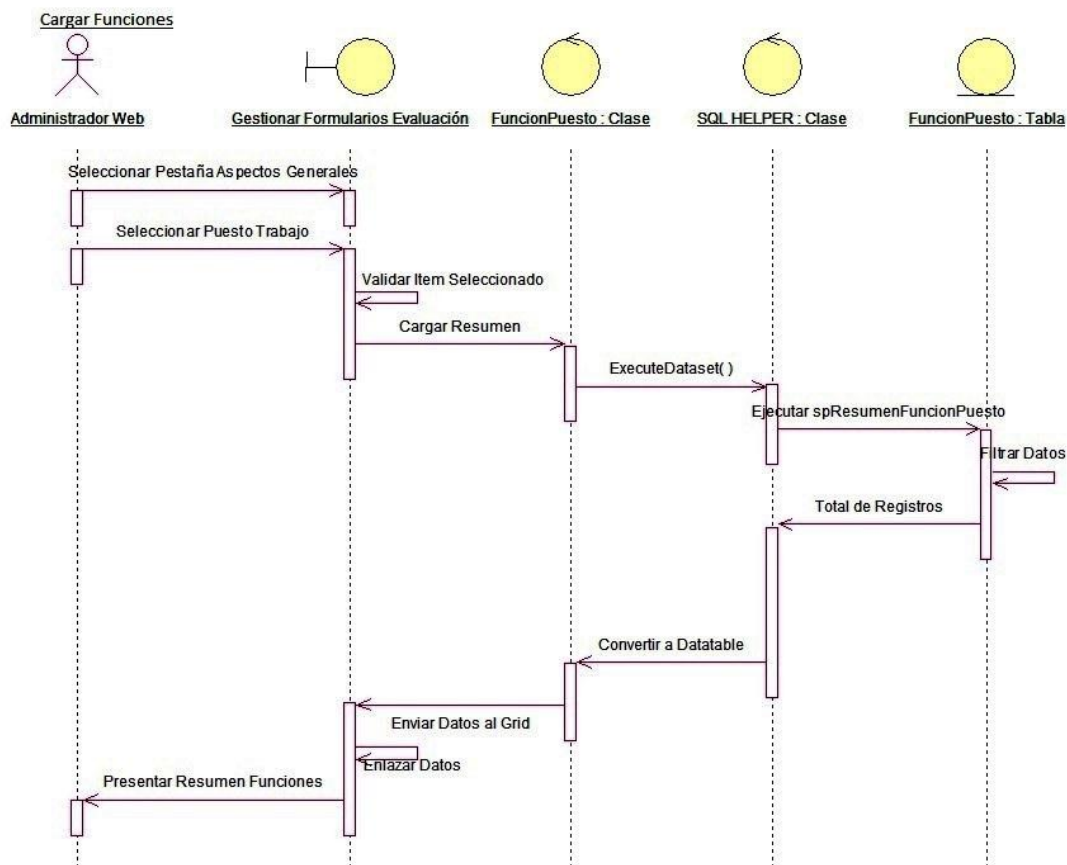 Cargar Funciones
Administrador Web
Gestionar Formularios Evaluación
FuncionPuesto : Clase
SQL HELPER : Clase
FuncionPuesto : Tabla
Seleccionar Pestaña Aspectos Generales
Seleccionar Puesto Trabajo
Validar Item Seleccionado
Cargar Resumen
ExecuteDataset( )
Ejecutar spResumenFuncionPuesto
Filtrar Datos
Total de Registros
Convertir a Datatable
Enviar Datos al Grid
Enlazar Datos
Presentar Resumen Funciones